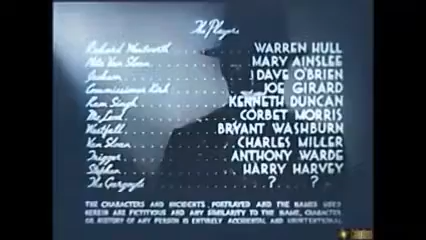 The Players
Richard Wentworth WARREN HULL
Nita Van Sloan MARY AINSLEE
Jackson DAVE O'BRIEN
Commissioner Kirk JOE GIRARD
Ram Singh KENNETH DUNCAN
McLeod CORBET MORRIS
Westfall BRYANT WASHBURN
Van Sloan CHARLES MILLER
Trigger ANTHONY WARDE
Stephen HARRY HARVEY
The Gargoyle ? ?
THE CHARACTERS AND INCIDENTS PORTRAYED AND THE NAMES USED
HEREIN ARE FICTITIOUS AND ANY SIMILARITY TO THE NAME, CHARACTER
OR HISTORY OF ANY PERSON IS ENTIRELY ACCIDENTAL AND UNINTENTIONAL